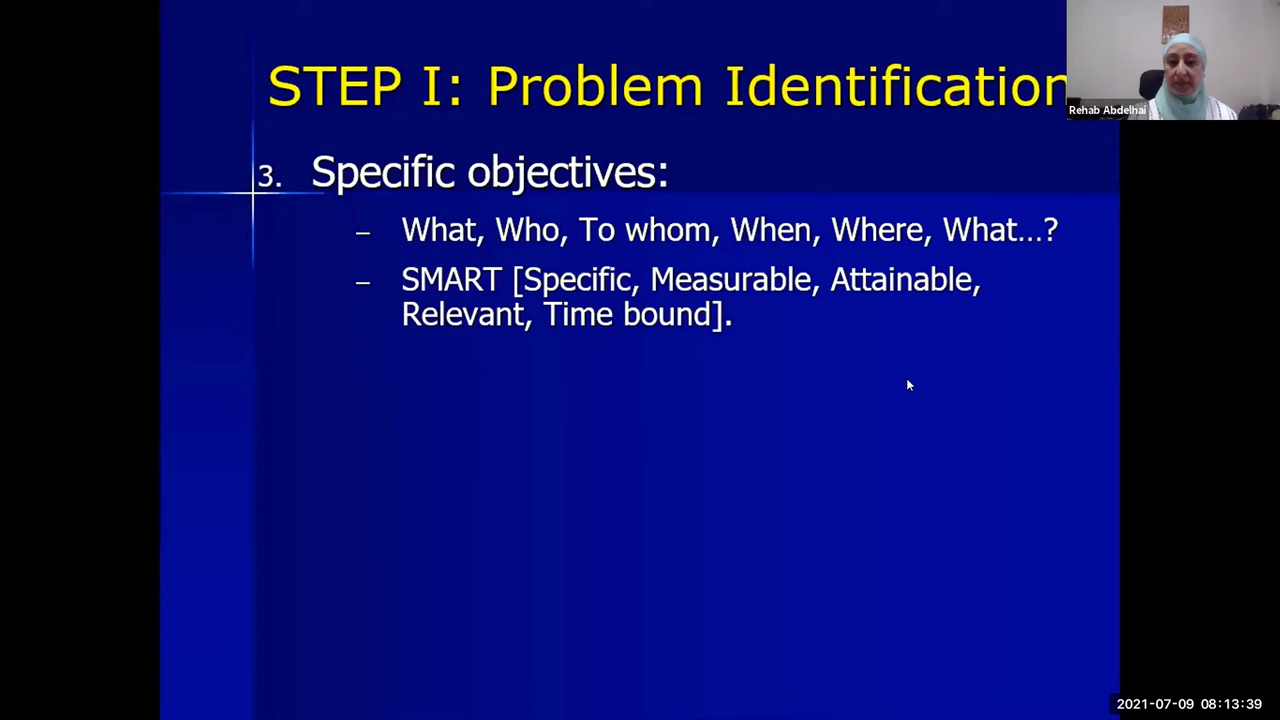 STEP I: Problem Identification
Rehab Abdelhai
3. Specific objectives:
– What, Who, To whom, When, Where, What...?
– SMART [Specific, Measurable, Attainable,
Relevant, Time bound].
2021-07-09 08:13:39